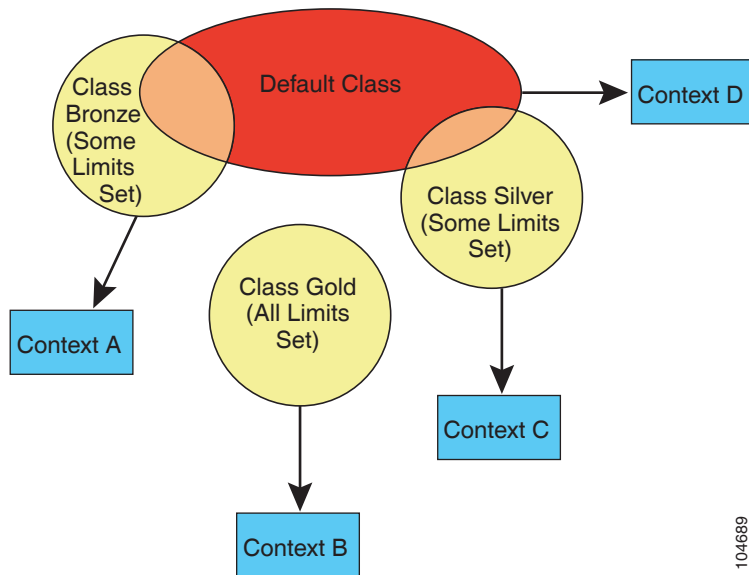 Default Class
Class
Bronze
(Some
Limits
Set)
Context D
Class Silver
(Some Limits
Set)
Class Gold
(All Limits
Set)
Context A
Context C
Context B
104689